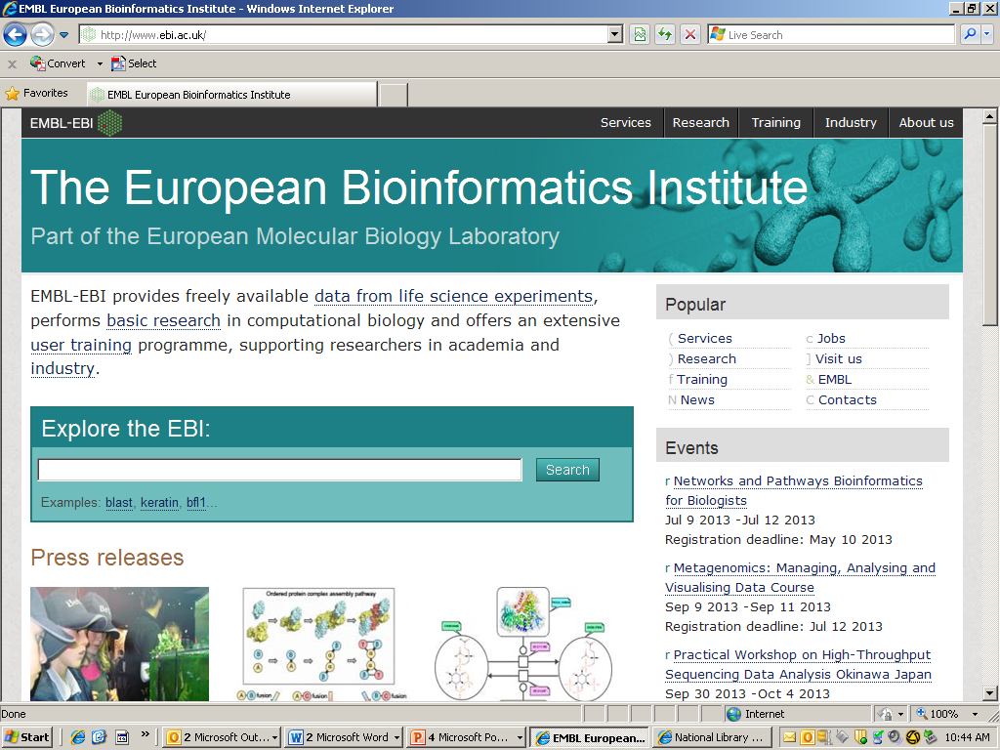 EMBL European Bioinformatics Institute - Windows Internet Explorer
http://www.ebi.ac.uk/
Live Search
x Convert Select
Favorites
EMBL European Bioinformatics Institute
EMBL-EBI
Services Research Training Industry About us
The European Bioinformatics Institute
Part of the European Molecular Biology Laboratory
EMBL-EBI provides freely available data from life science experiments,
performs basic research in computational biology and offers an extensive
user training programme, supporting researchers in academia and
industry.
Explore the EBI:
Search
Examples: blast, keratin, bfl1...
Press releases
Ordered protein complex assembly pathway
Popular
( Services
) Research
f Training
N News
c Jobs
] Visit us
& EMBL
C Contacts
Events
r Networks and Pathways Bioinformatics
for Biologists
Jul 9 2013 -Jul 12 2013
Registration deadline: May 10 2013
r Metagenomics: Managing, Analysing and
Visualising Data Course
Sep 9 2013 -Sep 11 2013
Registration deadline: Jul 12 2013
r Practical Workshop on High-Throughput
Sequencing Data Analysis Okinawa Japan
Sep 30 2013 -Oct 4 2013
Done
Internet
100%
Start
2 Microsoft Out...
2 Microsoft Word
4 Microsoft Po...
EMBL European...
National Library ...
10:44 AM